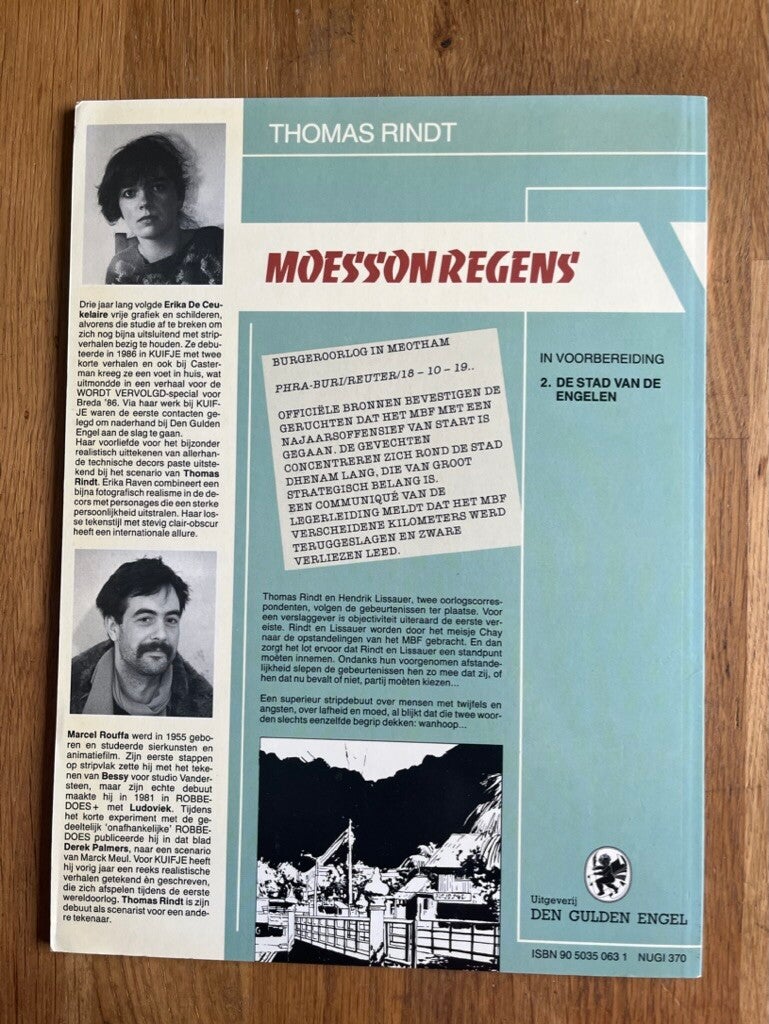 THOMAS RINDT
MOESSONREGENS
Drie jaar lang volgde Erika De Ceu-
kelaire vrije grafiek en schilderen,
alvorens die studie af te breken om
zich nog bijna uitsluitend met strip-
verhalen bezig te houden. Ze debu-
teerde in 1986 in KUIFJE met twee
korte verhalen en ook bij Caster-
man kreeg ze een voet in huis, wat
uitmondde in een verhaal voor de
WORDT VERVOLGD-special voor
Breda '86. Via haar werk bij KUIF-
JE waren de eerste contacten ge-
legd om naderhand bij Den Gulden
Engel aan de slag te gaan.
Haar voorliefde voor het bijzonder
realistisch uittekenen van allerhan-
de technische decors paste uitste-
kend bij het scenario van Thomas
Rindt. Erika Raven combineert een
bijna fotografisch realisme in de de-
cors met personages die een sterke
persoonlijkheid uitstralen. Haar los-
se tekenstijl met stevig clair-obscur
heeft een internationale allure.
Marcel Rouffa werd in 1955 gebo-
ren en studeerde sierkunsten en
animatiefilm. Zijn eerste stappen
op stripvlak zette hij met het teke-
nen van Bessy voor studio Vander-
steen, maar zijn echte debuut
maakte hij in 1981 in ROBBE-
DOES+ met Ludoviek. Tijdens
het korte experiment met de ge-
deeltelijk 'onafhankelijke' ROBBE-
DOES publiceerde hij in dat blad
Derek Palmers, naar een scenario
van Marck Meul. Voor KUIFJE heeft
hij vorig jaar een reeks realistische
verhalen getekend èn geschreven,
die zich afspelen tijdens de eerste
wereldoorlog. Thomas Rindt is zijn
debuut als scenarist voor een ande-
re tekenaar.
BURGEROORLOG IN MEOTHAM
PHRA-BURI/REUTER/18 - 10 - 19..
OFFICIËLE BRONNEN BEVESTIGEN DE
GERUCHTEN DAT HET MBF MET EEN
NAJAARSOFFENSIEF VAN START IS
GEGAAN. DE GEVECHTEN
CONCENTREREN ZICH ROND DE STAD
DHENAM LANG, DIE VAN GROOT
STRATEGISCH BELANG IS.
EEN COMMUNIQUÉ VAN DE
LEGERLEIDING MELDT DAT HET MBF
VERSCHEIDENE KILOMETERS WERD
TERUGGESLAGEN EN ZWARE
VERLIEZEN LEED.
Thomas Rindt en Hendrik Lissauer, twee oorlogscorres-
pondenten, volgen de gebeurtenissen ter plaatse. Voor
een verslaggever is objectiviteit uiteraard de eerste ver-
eiste. Rindt en Lissauer worden door het meisje Chay
naar de opstandelingen van het MBF gebracht. En dan
zorgt het lot ervoor dat Rindt en Lissauer een standpunt
moeten innemen. Ondanks hun voorgenomen afstande-
lijkheid slepen de gebeurtenissen hen zo mee dat zij, of
hen dat nu bevalt of niet, partij moeten kiezen...
Een superieur stripdebuut over mensen met twijfels en
angsten, over lafheid en moed, al blijkt dat die twee woor-
den slechts eenzelfde begrip dekken: wanhoop...
IN VOORBEREIDING
2. DE STAD VAN DE
ENGELEN
Uitgeverij
DEN GULDEN ENGEL
ISBN 90 5035 063 1 NUGI 370